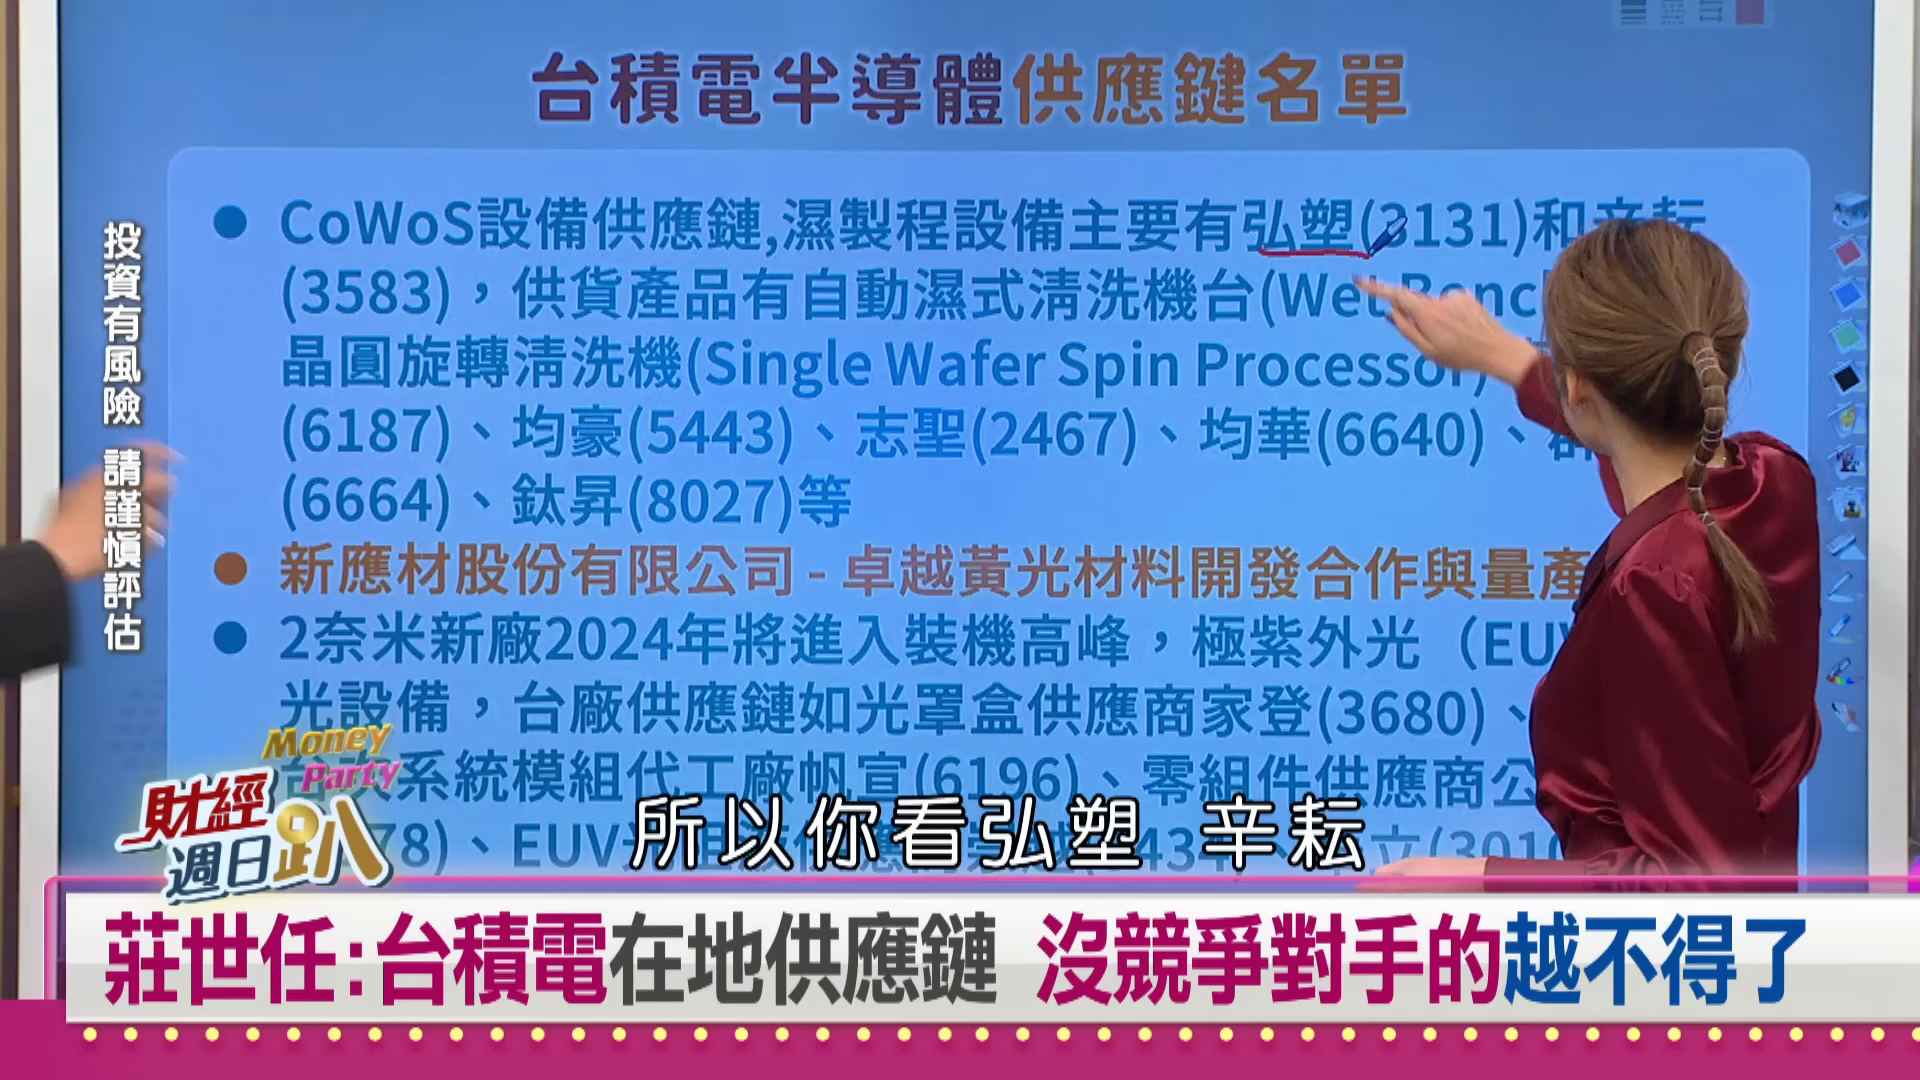 台積電半導體供應鍵名單
CoWoS設備供應鏈,濕製程設備主要有弘塑(3131)和辛耘
(3583)，供貨產品有自動濕式清洗機台(Wet Benc
晶圓旋轉清洗機(Single Wafer Spin Processor)
(6187)、均豪(5443)、志聖(2467)、均華(6640)、
(6664)、鈦昇(8027)等
新應材股份有限公司 - 卓越黃光材料開發合作與量產
2奈米新廠2024年將進入裝機高峰，極紫外光（EUV
光設備，台廠供應鏈如光罩盒供應商家登(3680)、
系統模組代工廠帆宣(6196)、零組件供應商公
78)、EUV
投資有風險 請謹慎評估
Money
Party
財經
週日趴
所以你看弘塑 辛耘
莊世任:台積電在地供應鏈 沒競爭對手的越不得了